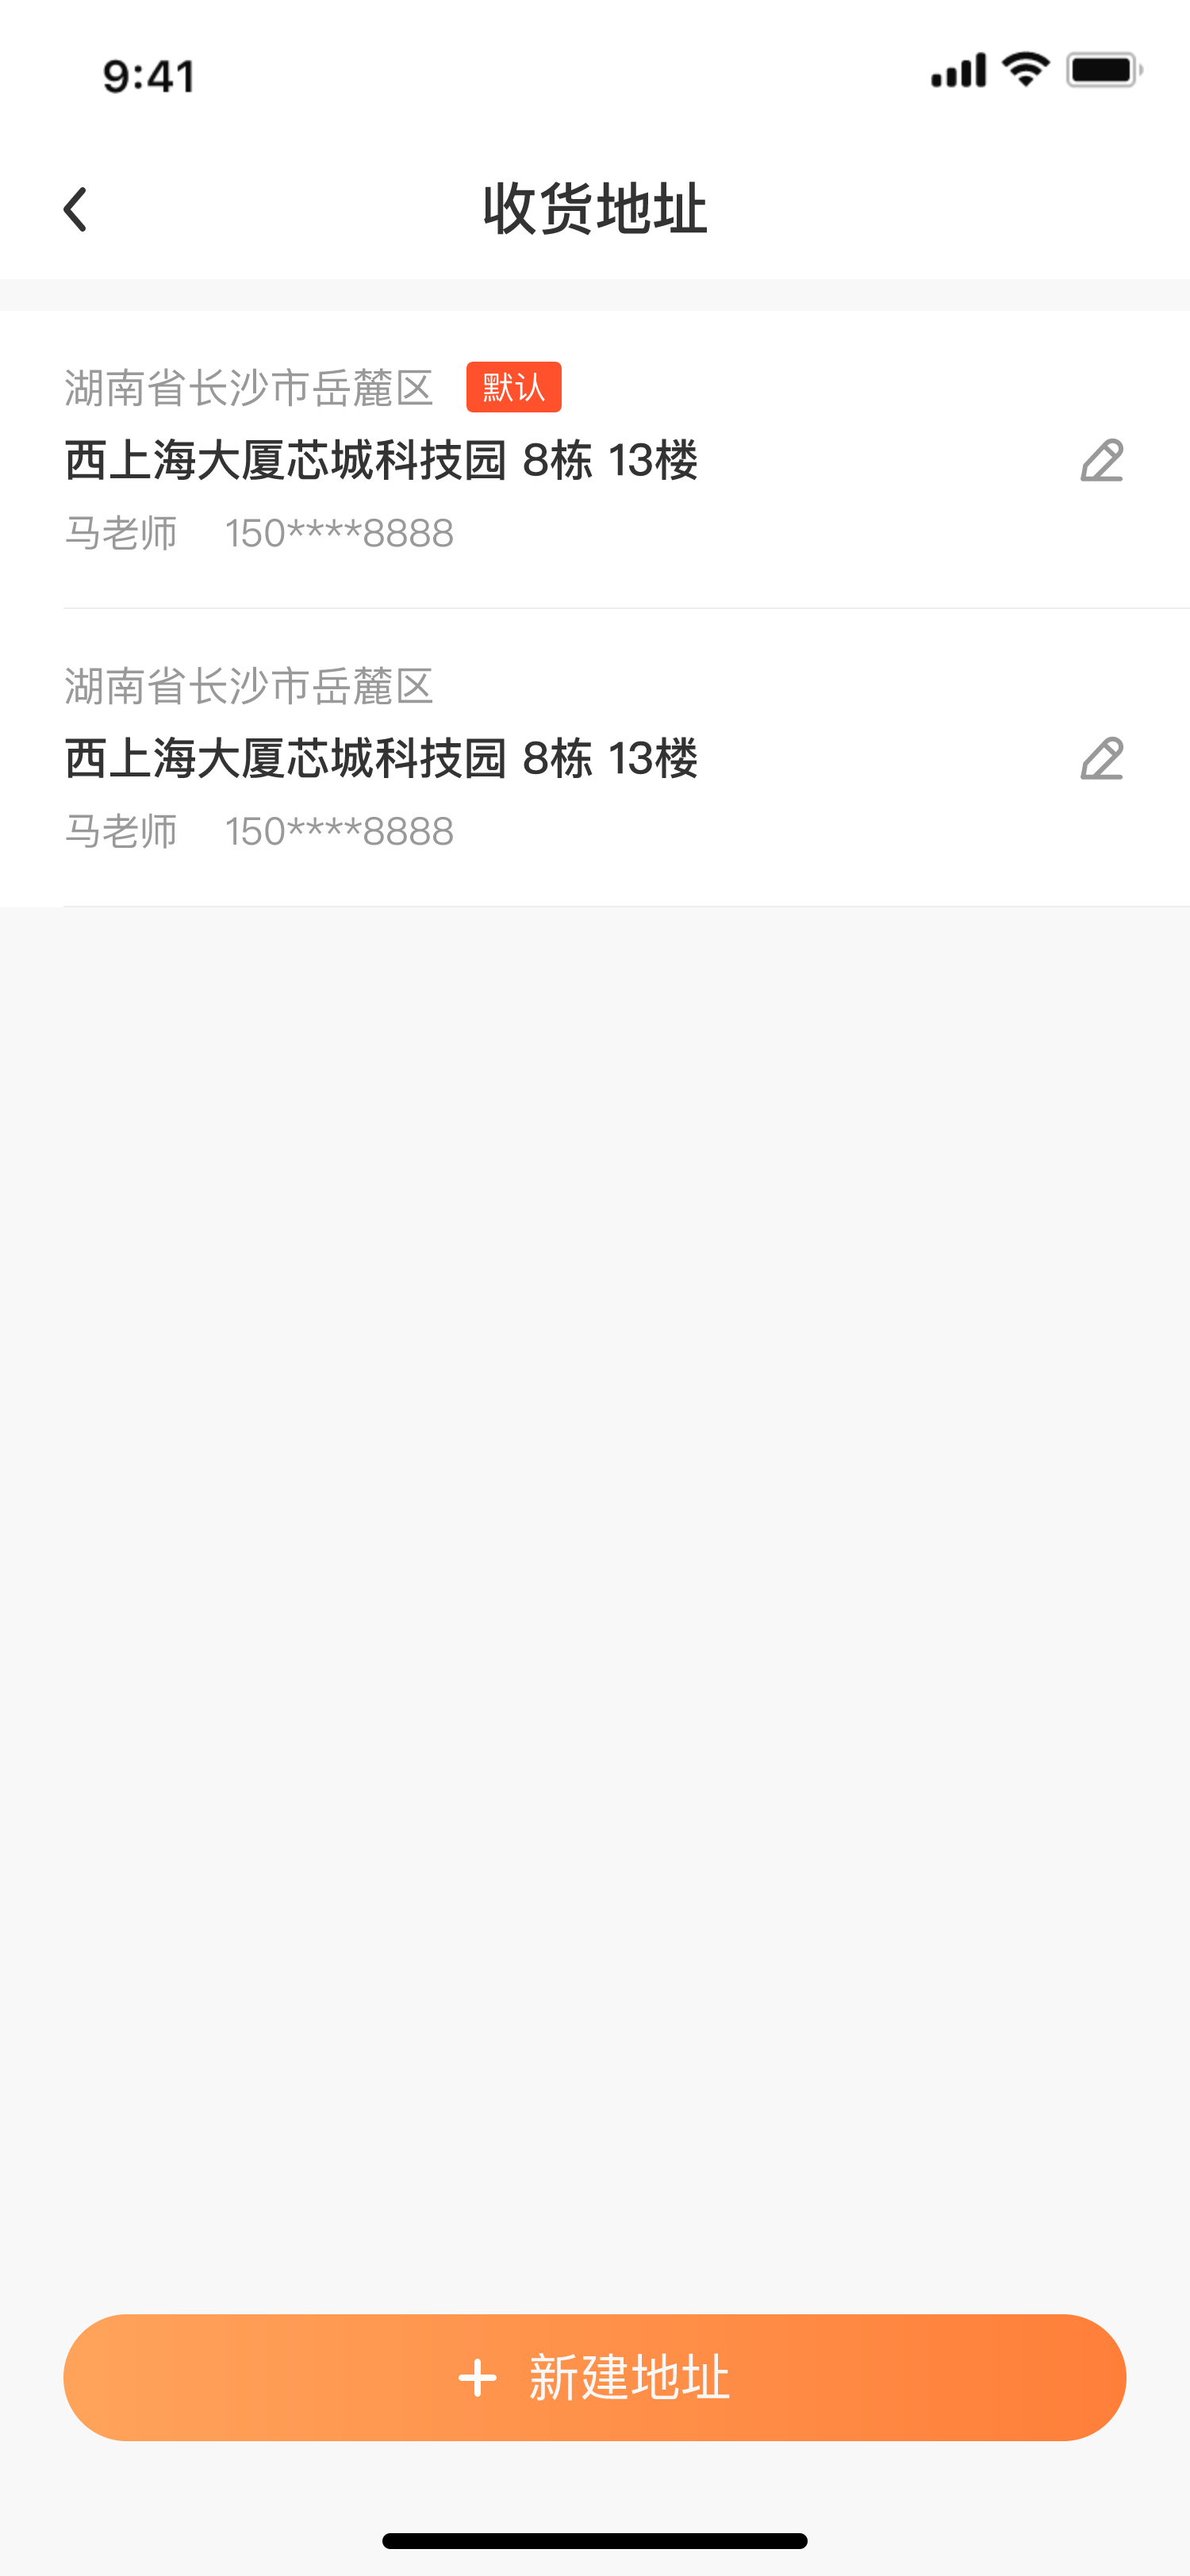 9:41
收货地址
湖南省长沙市岳麓区 默认
西上海大厦芯城科技园 8栋 13楼
马老师 150****8888
湖南省长沙市岳麓区
西上海大厦芯城科技园 8栋 13楼
马老师 150****8888
+ 新建地址